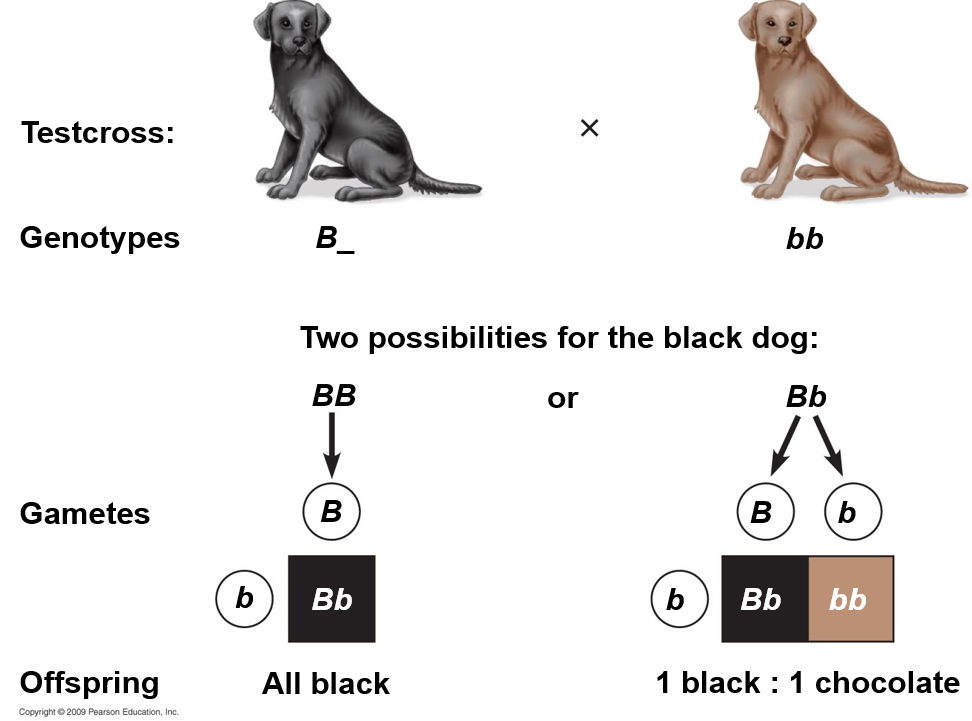 Testcross:
×
Genotypes B_ bb
Two possibilities for the black dog:
BB or Bb
Gametes B B b
b Bb b Bb bb
Offspring All black 1 black : 1 chocolate
Copyright © 2009 Pearson Education, Inc.